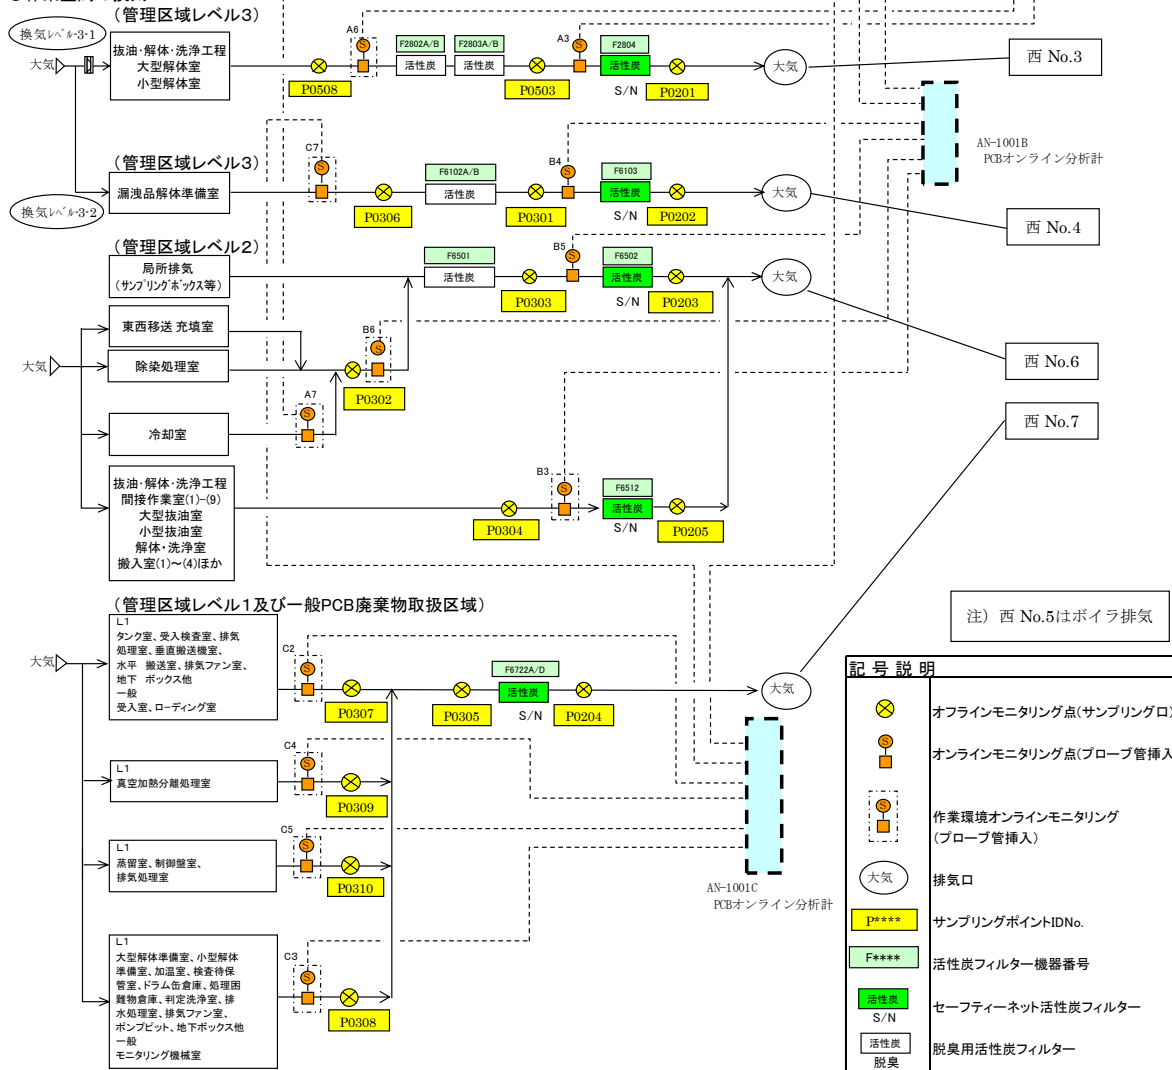 (管理区域レベル3)
換気レベル-3-1
大気
抜油・解体・洗浄工程
大型解体室
小型解体室
P0508
A6
S
F2802A/B
活性炭
F2803A/B
活性炭
P0503
A3
S
F2804
活性炭
S/N
P0201
大気
西 No.3
AN-1001B
PCBオンライン分析計
(管理区域レベル3)
換気レベル-3-2
漏洩品解体準備室
C7
S
P0306
F6102A/B
活性炭
P0301
B4
S
F6103
活性炭
S/N
P0202
大気
西 No.4
(管理区域レベル2)
局所排気
(サンプリングボックス等)
F6501
活性炭
P0303
B5
S
F6502
活性炭
S/N
P0203
大気
西 No.6
大気
東西移送 充填室
除染処理室
P0302
B6
S
冷却室
A7
S
西 No.7
抜油・解体・洗浄工程
間接作業室(1)-(9)
大型抜油室
小型抜油室
解体・洗浄室
搬入室(1)～(4)ほか
P0304
B3
S
F6512
活性炭
S/N
P0205
(管理区域レベル1及び一般PCB廃棄物取扱区域)
大気
L1
タンク室、受入検査室、排気
処理室、垂直搬送機室、
水平 搬送室、排気ファン室、
地下 ボックス他
一般
受入室、ローディング室
C2
S
P0307
P0305
F6722A/D
活性炭
S/N
P0204
大気
L1
真空加熱分離処理室
C4
S
P0309
L1
蒸留室、制御盤室、
排気処理室
C5
S
P0310
AN-1001C
PCBオンライン分析計
L1
大型解体準備室、小型解体
準備室、加温室、検査待保
管室、ドラム缶倉庫、処理困
難物倉庫、判定洗浄室、排
水処理室、排気ファン室、
ポンプピット、地下ボックス他
一般
モニタリング機械室
C3
S
P0308
注）西 No.5はボイラ排気
記号説明
オフラインモニタリング点(サンプリング口)
S
オンラインモニタリング点(プローブ管挿入
S
作業環境オンラインモニタリング
(プローブ管挿入)
大気
排気口
P****
サンプリングポイントIDNo.
F****
活性炭フィルター機器番号
活性炭
S/N
セーフティーネット活性炭フィルター
活性炭
脱臭
脱臭用活性炭フィルター